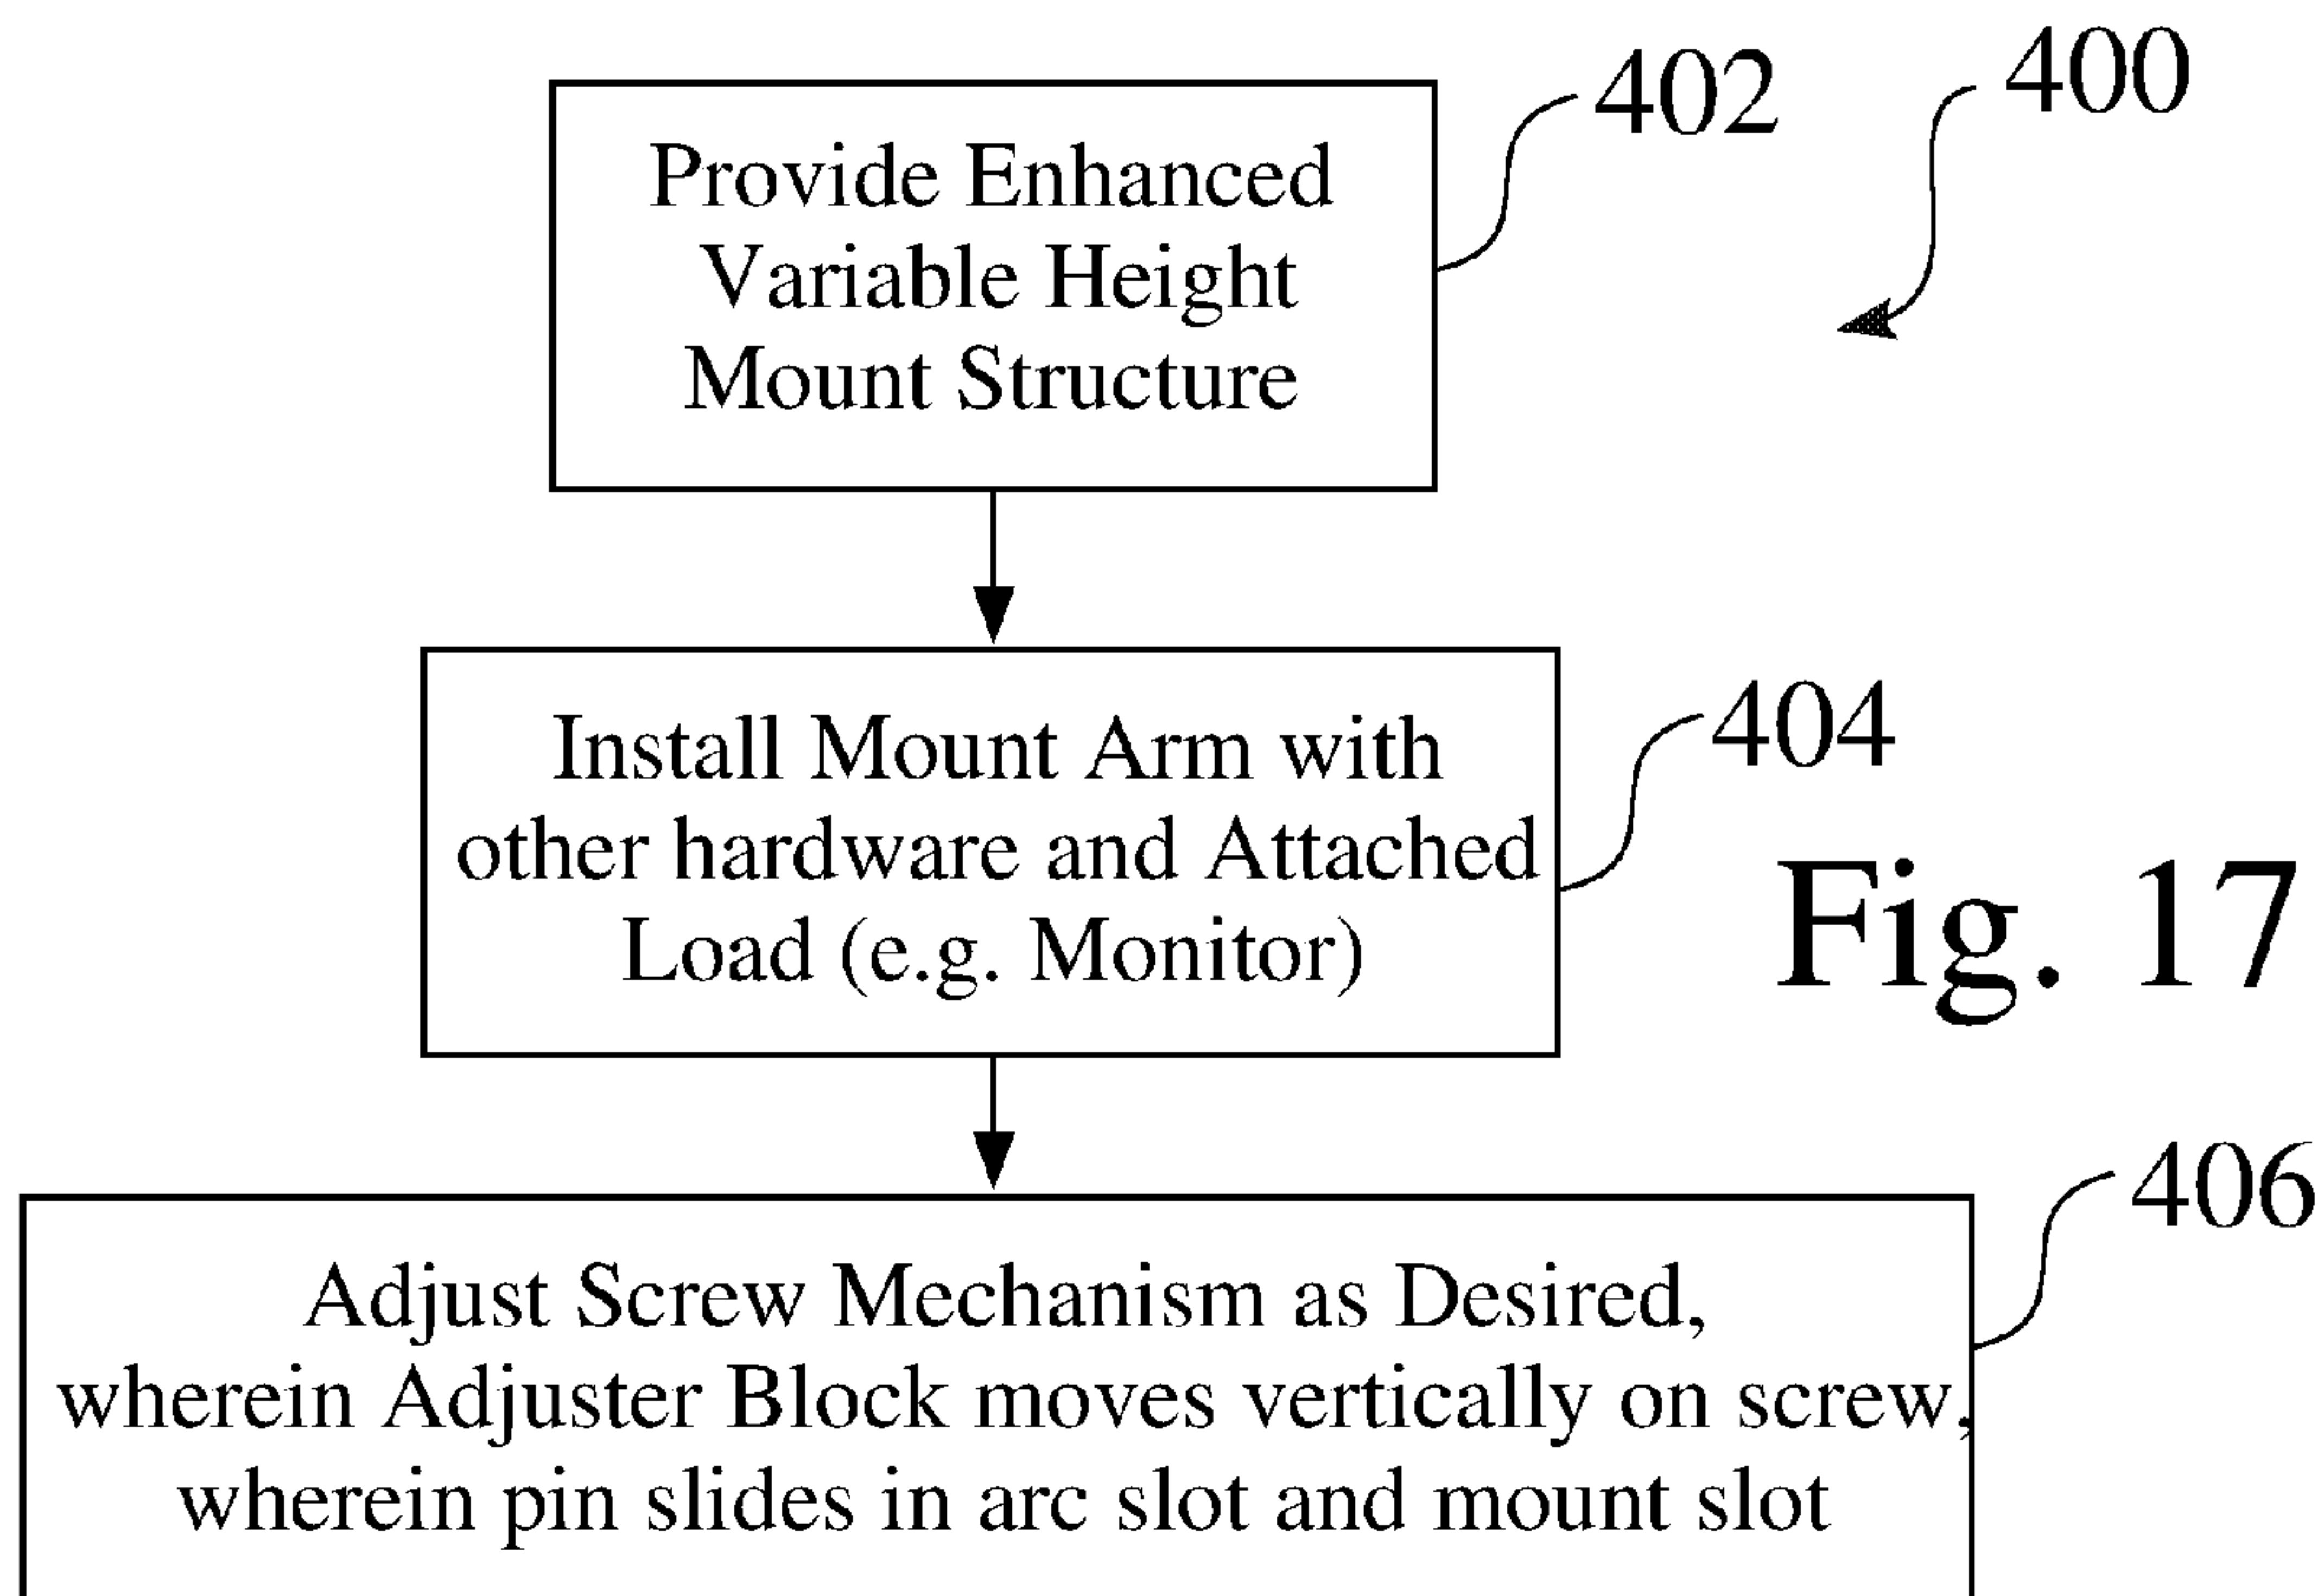 400
402
Provide Enhanced
Variable Height
Mount Structure
404
Install Mount Arm with
other hardware and Attached
Load (e.g. Monitor)
Fig. 17
406
Adjust Screw Mechanism as Desired,
wherein Adjuster Block moves vertically on screw,
wherein pin slides in arc slot and mount slot